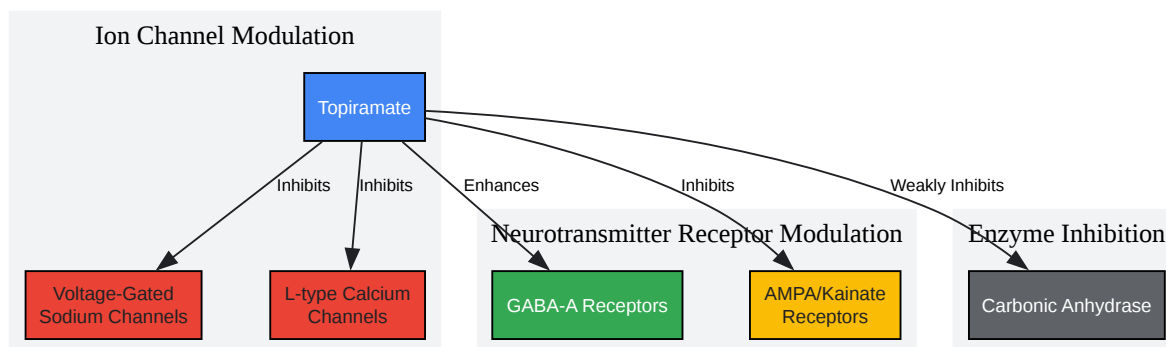 Ion Channel Modulation
Topiramate
Inhibits
Inhibits
Enhances
Inhibits
Weakly Inhibits
Neurotransmitter Receptor Modulation
Enzyme Inhibition
Voltage-Gated
Sodium Channels
L-type Calcium
Channels
GABA-A Receptors
AMPA/Kainate
Receptors
Carbonic Anhydrase